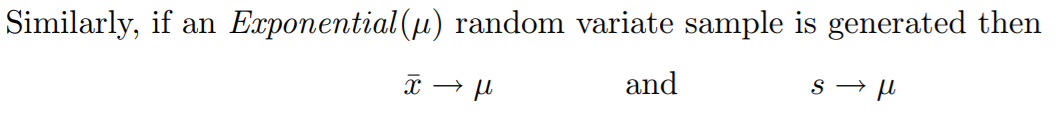 Similarly, if an Exponential(μ) random variate sample is generated then
x̄ → μ and s → μ